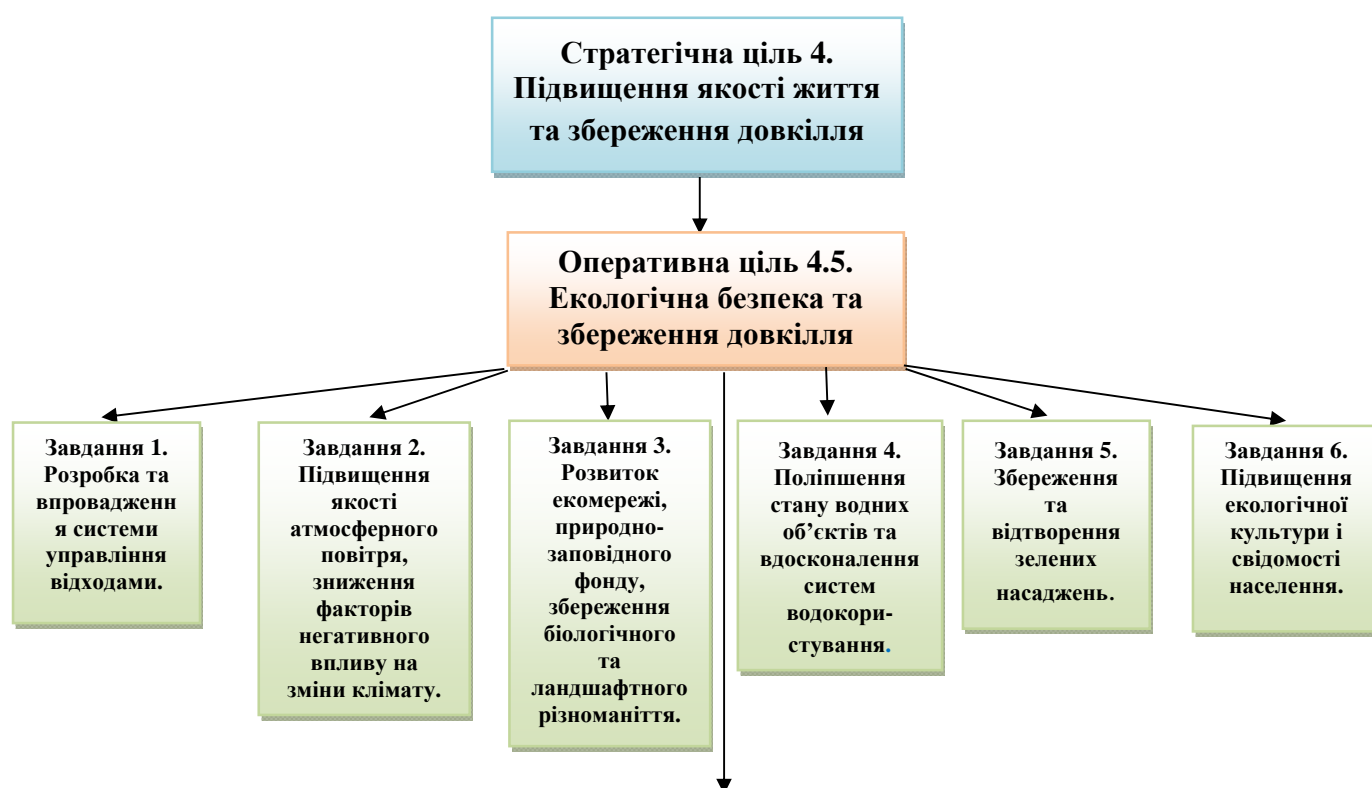 Стратегічна ціль 4.
Підвищення якості життя
та збереження довкілля
Оперативна ціль 4.5.
Екологічна безпека та
збереження довкілля
Завдання 1.
Розробка та
впровадженн
я системи
управління
відходами.
Завдання 2.
Підвищення
якості
атмосферного
повітря,
зниження
факторів
негативного
впливу на
зміни клімату.
Завдання 3.
Розвиток
екомережі,
природно-
заповідного
фонду,
збереження
біологічного
та
ландшафтного
різноманіття.
Завдання 4.
Поліпшення
стану водних
об’єктів та
вдосконалення
систем
водокори-
стування.
Завдання 5.
Збереження
та
відтворення
зелених
насаджень.
Завдання 6.
Підвищення
екологічної
культури і
свідомості
населення.